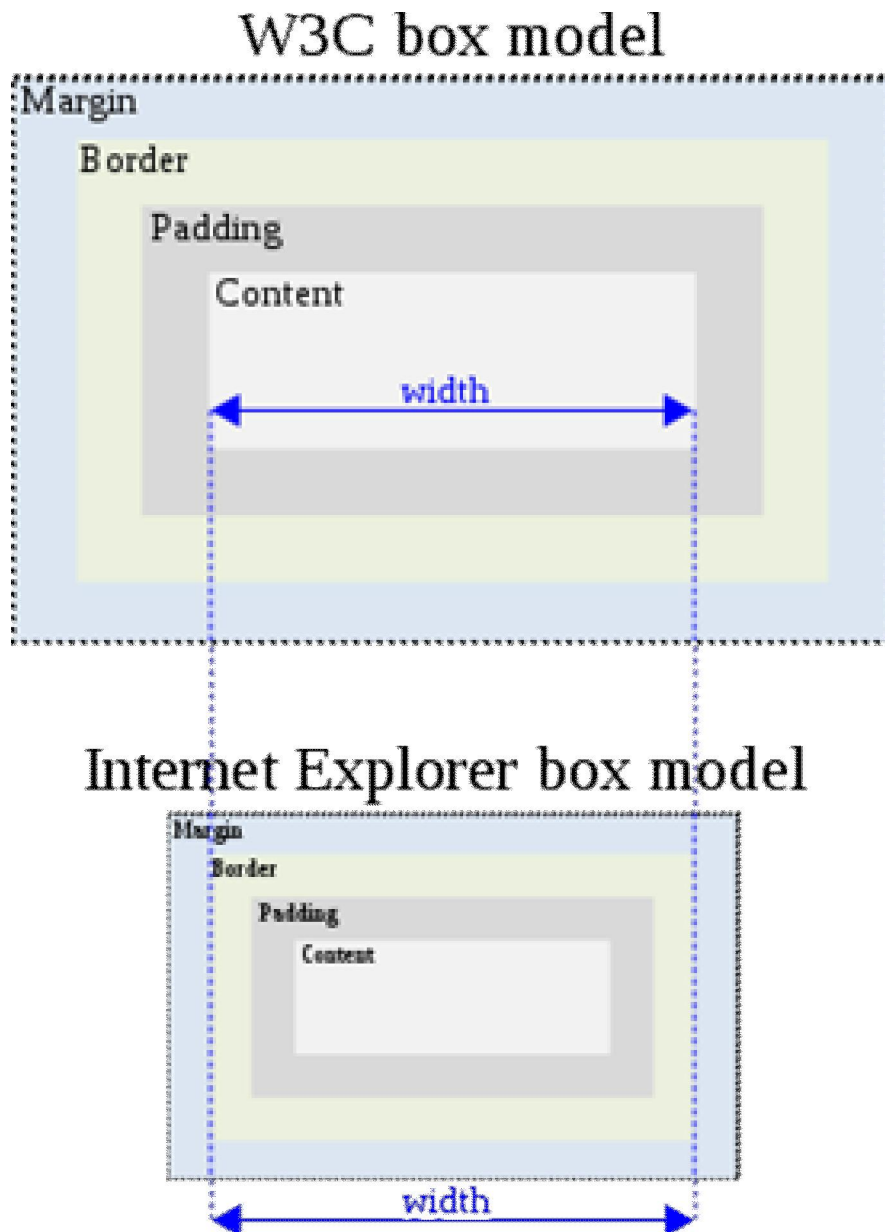 W3C box model
Margin
Border
Padding
Content
width
Internet Explorer box model
Margin
Border
Padding
Content
width